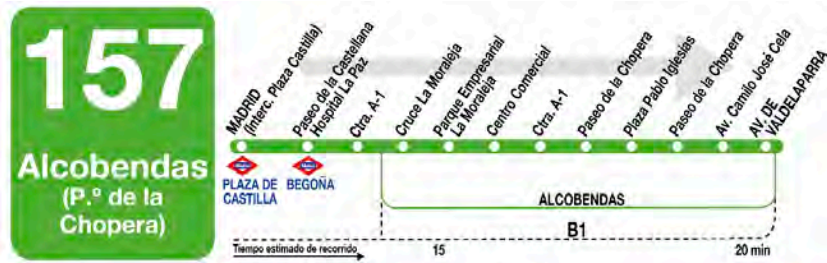 157
Alcobendas
(P.º de la
Chopera)
MADRID
(Interc. Plaza Castilla)
Paseo de la Castellana
Hospital La Paz
Ctra. A-1
Cruce La Moraleja
Parque Empresarial
La Moraleja
Centro Comercial
Ctra. A-1
Paseo de la Chopera
Plaza Pablo Iglesias
Paseo de la Chopera
Av. Camilo José Cela
AV. DE
VALDELAPARRA
PLAZA DE
CASTILLA
BEGOÑA
ALCOBENDAS
B1
Tiempo estimado de recorrido
15
20 min